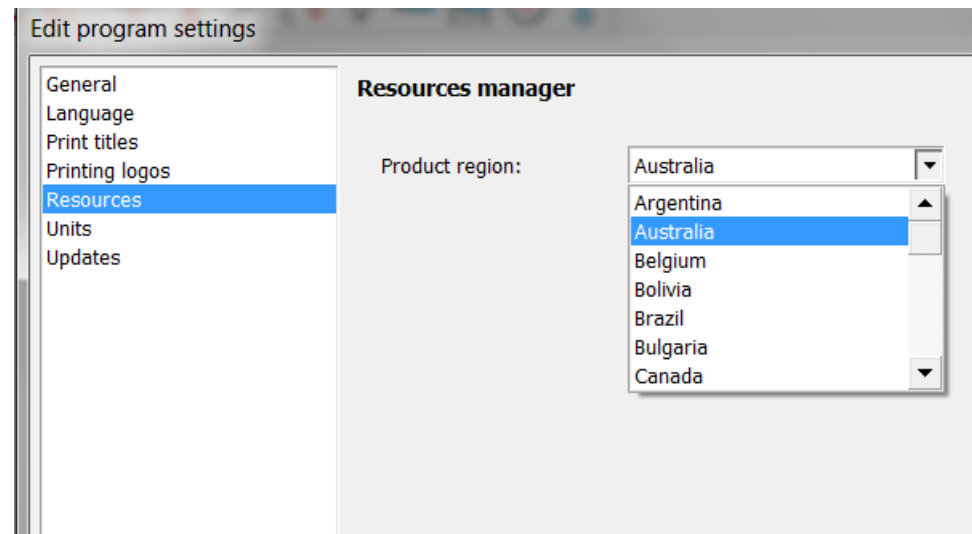 Edit program settings
General
Language
Print titles
Printing logos
Resources
Units
Updates
Resources manager
Product region:
Australia
Argentina
Australia
Belgium
Bolivia
Brazil
Bulgaria
Canada